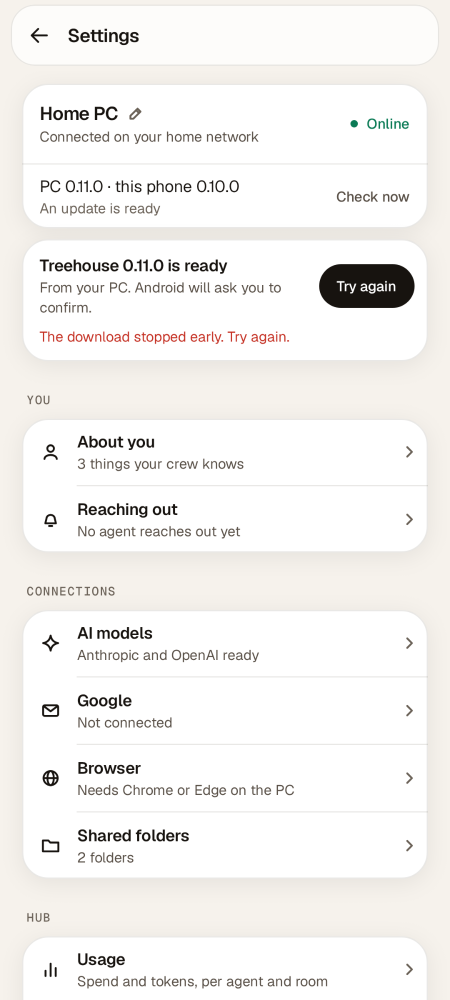 Settings
Home PC
Online
Connected on your home network
PC 0.11.0 · this phone 0.10.0
Check now
An update is ready
Treehouse 0.11.0 is ready
From your PC. Android will ask you to
confirm.
Try again
The download stopped early. Try again.
YOU
About you
3 things your crew knows
Reaching out
No agent reaches out yet
CONNECTIONS
AI models
Anthropic and OpenAI ready
Google
Not connected
Browser
Needs Chrome or Edge on the PC
Shared folders
2 folders
HUB
Usage
Spend and tokens, per agent and room